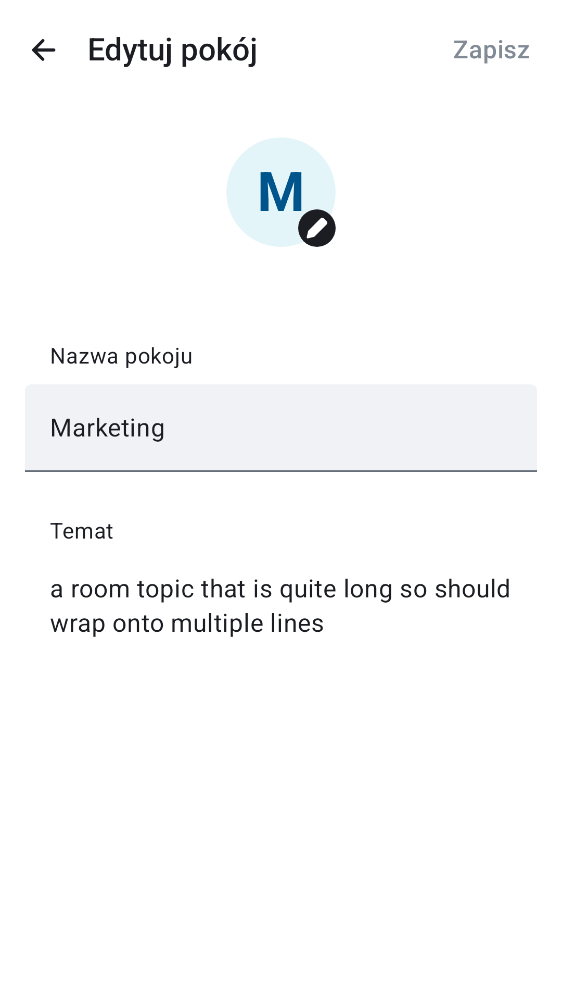 Edytuj pokój
Zapisz
M
Nazwa pokoju
Marketing
Temat
a room topic that is quite long so should
wrap onto multiple lines